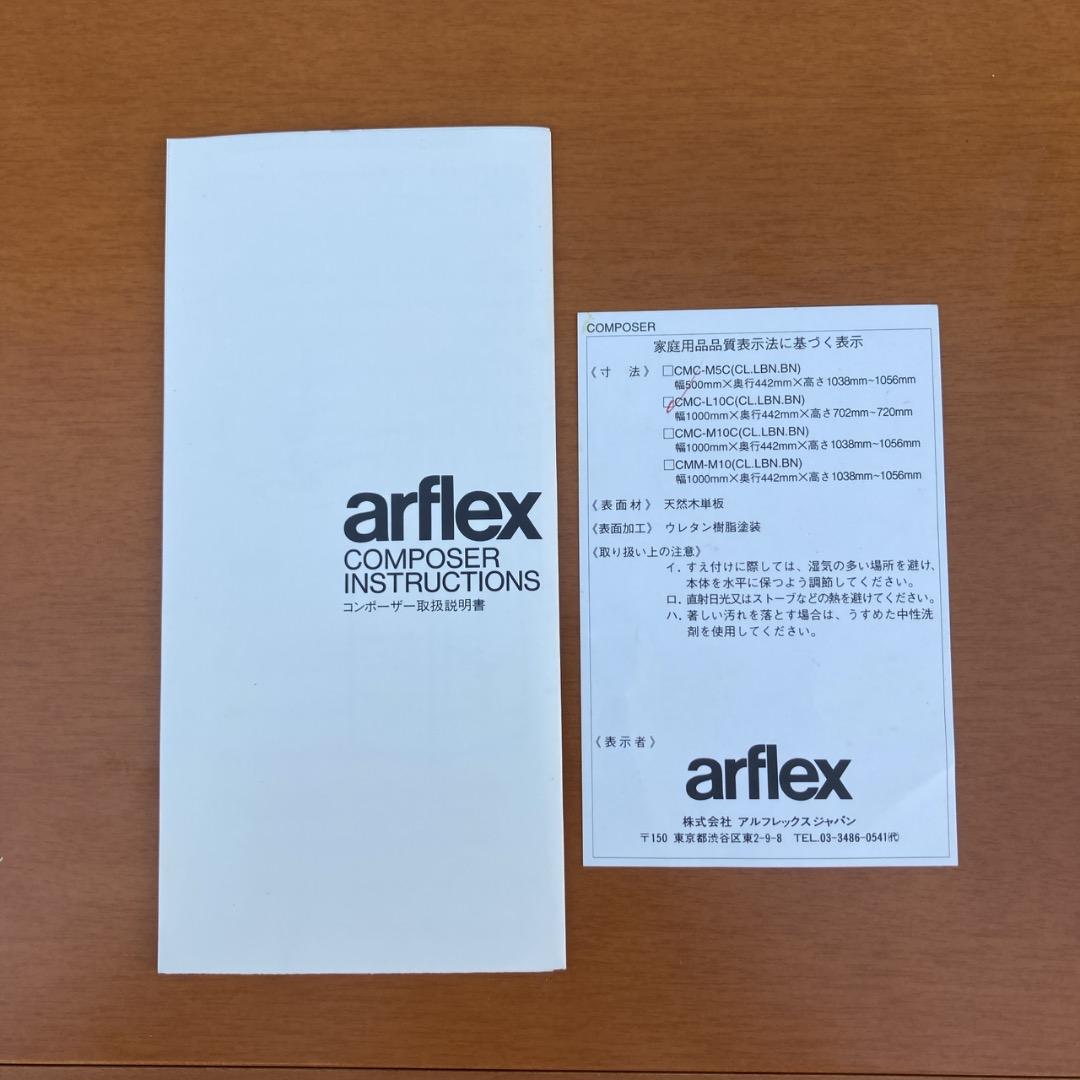 arflex
COMPOSER
INSTRUCTIONS
コンポーザー取扱説明書
COMPOSER
家庭用品品質表示法に基づく表示
《寸 法》 □CMC-M5C(CL.LBN.BN)
幅500mm×奥行442mm×高さ1038mm~1056mm
□CMC-L10C(CL.LBN.BN)
幅1000mm×奥行442mm×高さ702mm~720mm
□CMC-M10C(CL.LBN.BN)
幅1000mm×奥行442mm×高さ1038mm~1056mm
□CMM-M10(CL.LBN.BN)
幅1000mm×奥行442mm×高さ1038mm~1056mm
《表面材》 天然木単板
《表面加工》 ウレタン樹脂塗装
《取り扱い上の注意》
イ. すえ付けに際しては、湿気の多い場所を避け、
本体を水平に保つよう調節してください。
ロ. 直射日光又はストーブなどの熱を避けてください。
ハ. 著しい汚れを落とす場合は、うすめた中性洗
剤を使用してください。
《表示者》
arflex
株式会社 アルフレックスジャパン
〒150 東京都渋谷区東2-9-8 TEL.03-3486-0541㈹